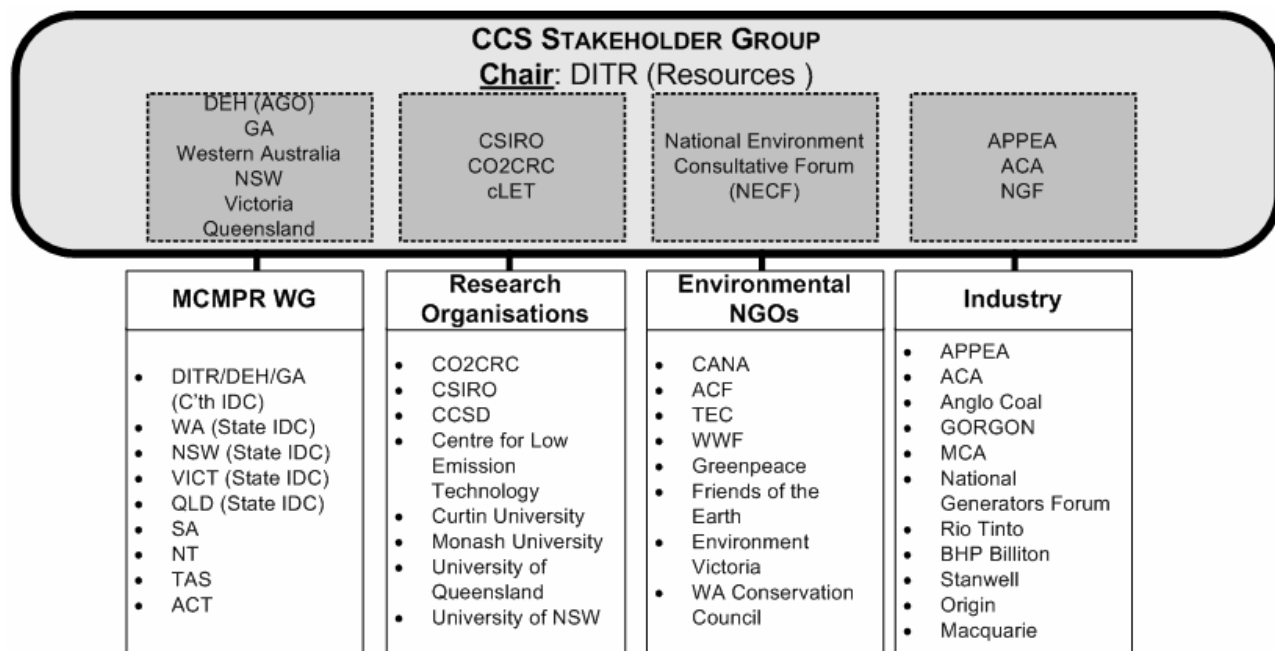 CCS STAKEHOLDER GROUP
Chair: DITR (Resources )
DEH (AGO)
GA
Western Australia
NSW
Victoria
Queensland
CSIRO
CO2CRC
cLET
National Environment
Consultative Forum
(NECF)
APPEA
ACA
NGF
MCMPR WG
• DITR/DEH/GA
(C'th IDC)
• WA (State IDC)
• NSW (State IDC)
• VICT (State IDC)
• QLD (State IDC)
• SA
• NT
• TAS
• ACT
Research
Organisations
• CO2CRC
• CSIRO
• CCSD
• Centre for Low
Emission
Technology
• Curtin University
• Monash University
• University of
Queensland
• University of NSW
Environmental
NGOs
• CANA
• ACF
• TEC
• WWF
• Greenpeace
• Friends of the
Earth
• Environment
Victoria
• WA Conservation
Council
Industry
• APPEA
• ACA
• Anglo Coal
• GORGON
• MCA
• National
Generators Forum
• Rio Tinto
• BHP Billiton
• Stanwell
• Origin
• Macquarie